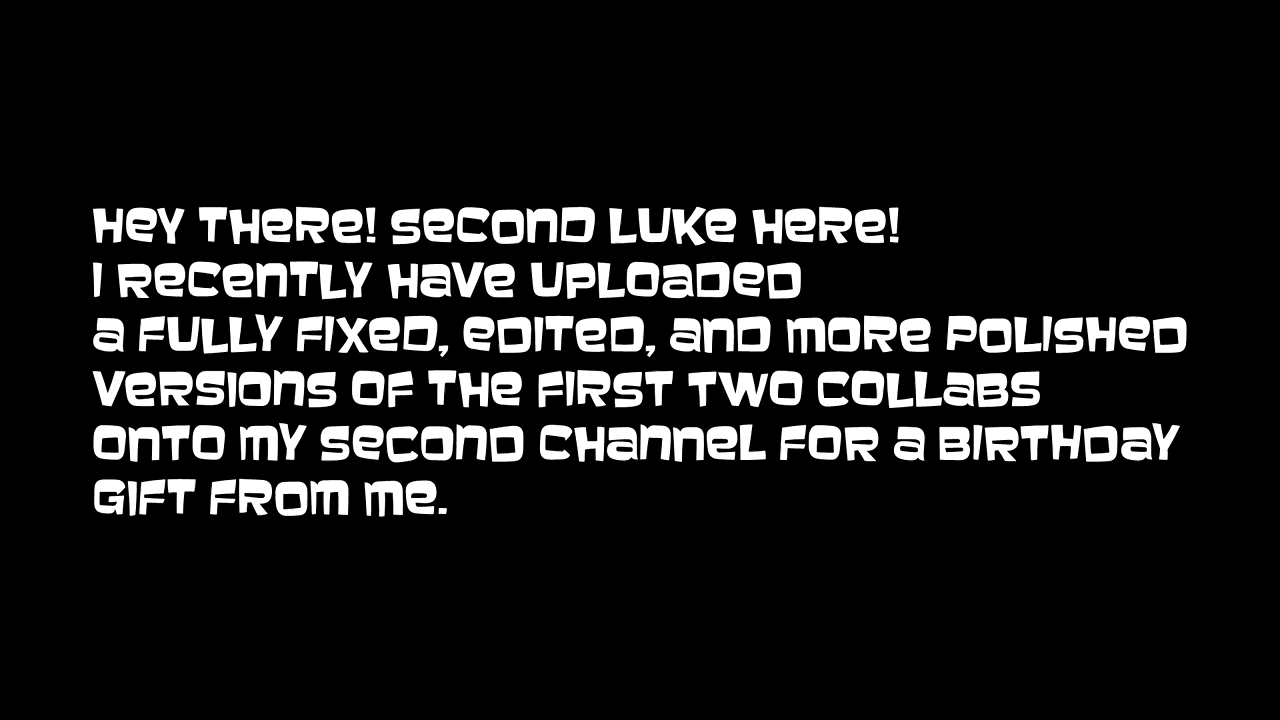 Hey there! Second Luke here!
I recently have uploaded
a fully fixed, edited, and more polished
versions of the first two collabs
onto my second channel for a birthday
gift from me.